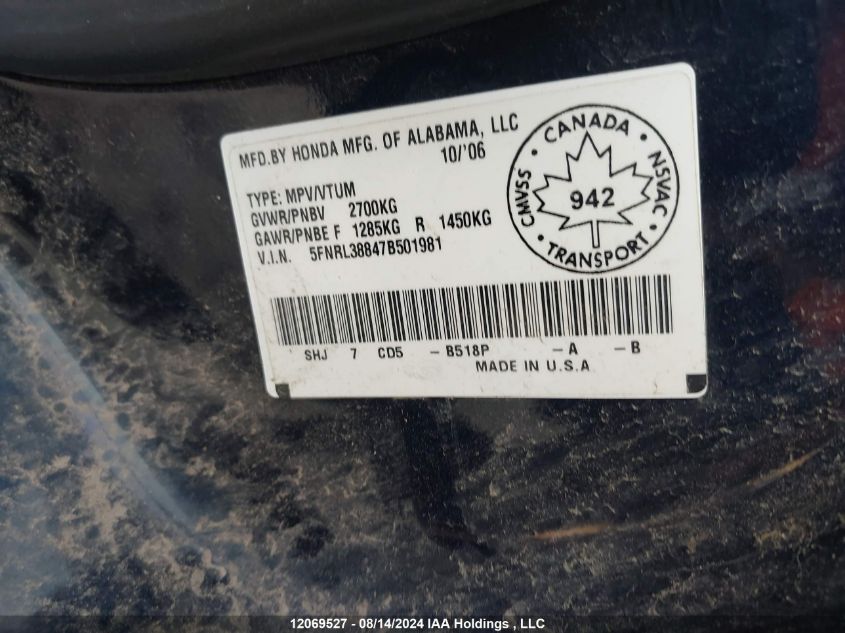 MFD.BY HONDA MFG. OF ALABAMA, LLC
10/'06
TYPE: MPV/VTUM
GVWR/PNBV 2700KG
GAWR/PNBE F 1285KG R 1450KG
V.I.N. 5FNRL38847B501981
CANADA
CMVSS
942
NSVAC
TRANSPORT
SHJ 7 CD5 -B518P -A -B
MADE IN U.S.A
12069527 - 08/14/2024 IAA Holdings , LLC